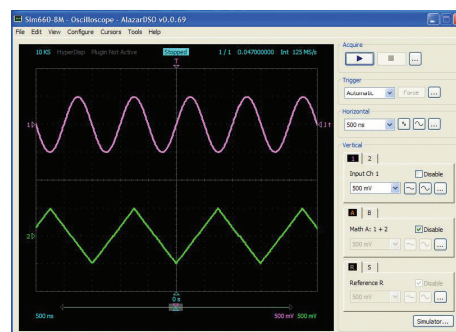 Sim660-8M - Oscilloscope - AlazarDSO v0.0.69
File Edit View Configure Cursors Tools Help
10 KS HyperDisp Plugin Not Active Stopped 1 / 1 0.047000000 Int 125 MS/s
T
1
1
2
0 s
500 ns
500 mV 500 mV
Acquire
...
Trigger
Automatic
Force
...
Horizontal
500 ns
...
Vertical
1 2
Input Ch 1
Disable
500 mV
...
A B
Math A: 1 + 2
Disable
500 mV
...
R S
Reference R
Disable
500 mV
...
Simulator...